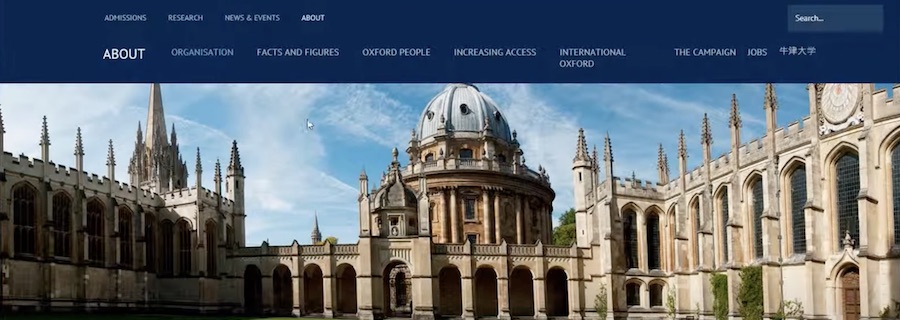 ADMISSIONS RESEARCH NEWS & EVENTS ABOUT Search...
ABOUT ORGANISATION FACTS AND FIGURES OXFORD PEOPLE INCREASING ACCESS INTERNATIONAL OXFORD THE CAMPAIGN JOBS 牛津大学